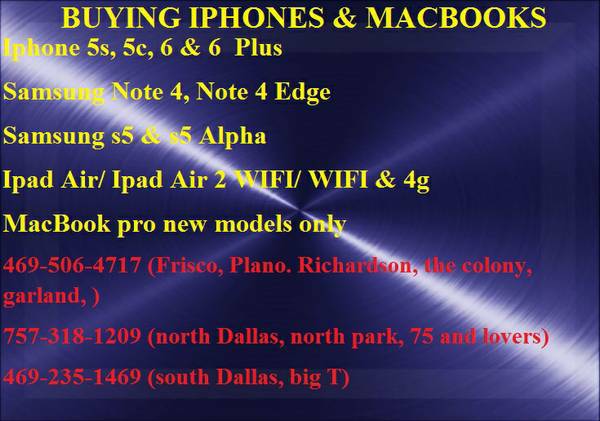 BUYING IPHONES & MACBOOKS
Iphone 5s, 5c, 6 & 6 Plus
Samsung Note 4, Note 4 Edge
Samsung s5 & s5 Alpha
Ipad Air/ Ipad Air 2 WIFI/ WIFI & 4g
MacBook pro new models only
469-506-4717 (Frisco, Plano. Richardson, the colony,
garland, )
757-318-1209 (north Dallas, north park, 75 and lovers)
469-235-1469 (south Dallas, big T)